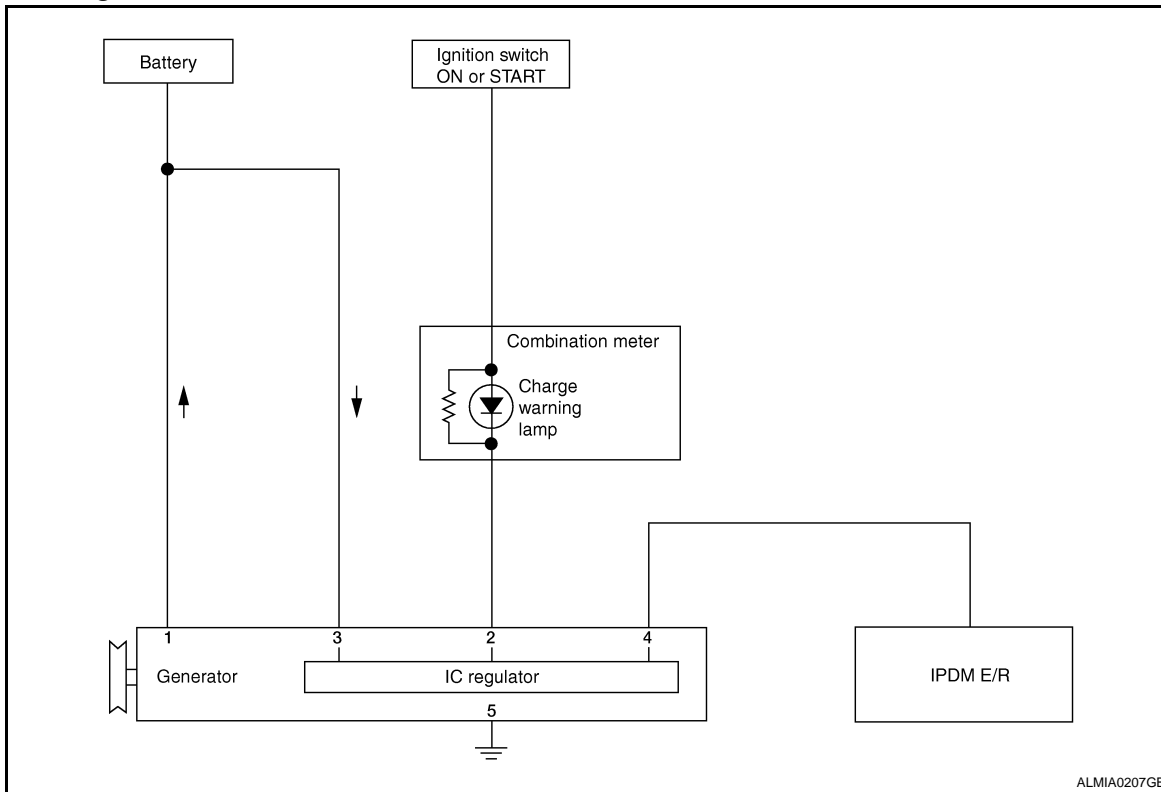 Battery
Ignition switch
ON or START
Combination meter
Charge
warning
lamp
1
3
2
4
Generator
IC regulator
IPDM E/R
5